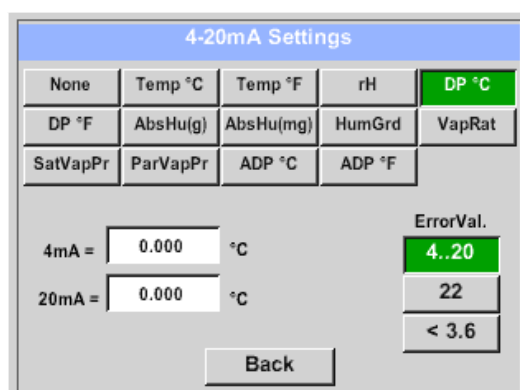 4-20mA Settings
None Temp °C Temp °F rH DP °C
DP °F AbsHu(g) AbsHu(mg) HumGrd VapRat
SatVapPr ParVapPr ADP °C ADP °F
ErrorVal.
4mA = 0.000 °C 4..20
20mA = 0.000 °C 22
< 3.6
Back